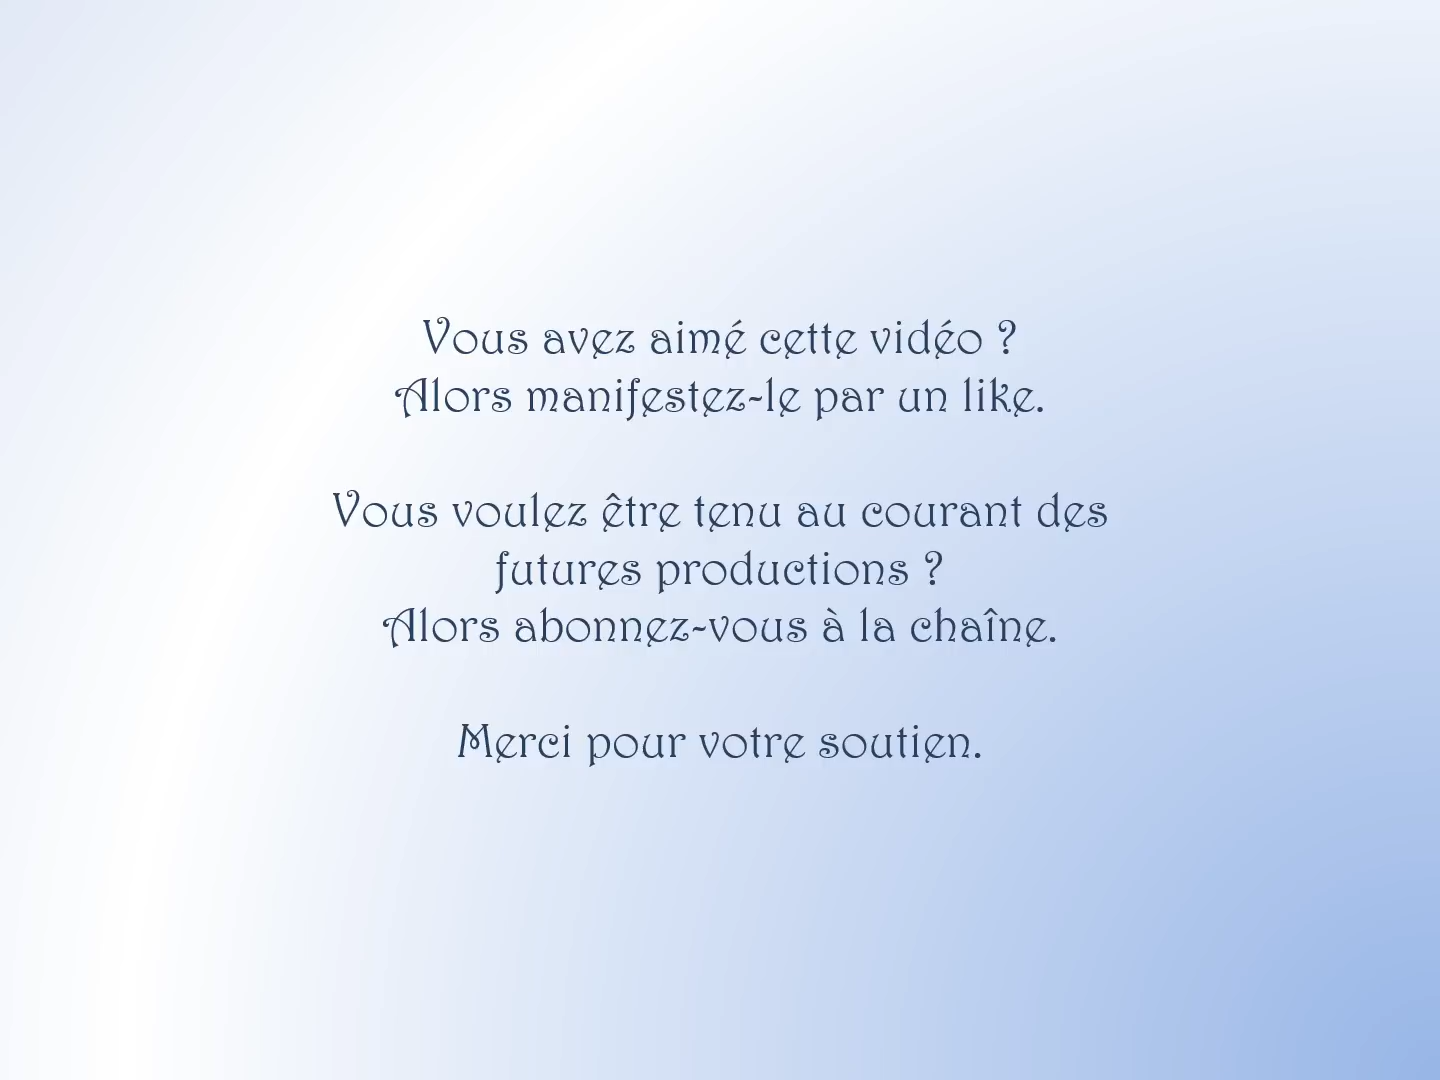 Vous avez aimé cette vidéo ?
Alors manifestez-le par un like.
Vous voulez être tenu au courant des
futures productions ?
Alors abonnez-vous à la chaîne.
Merci pour votre soutien.